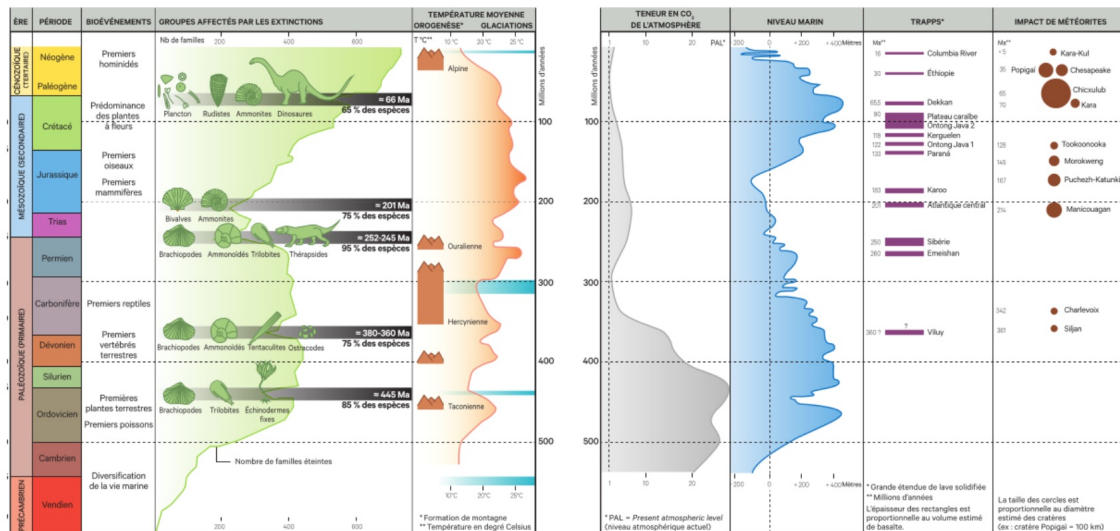 ÈRE
PÉRIODE
BIOÉVÉNEMENTS
GROUPES AFFECTÉS PAR LES EXTINCTIONS
TEMPÉRATURE MOYENNE
OROGENÈSE* GLACIATIONS
CÉNOZOÏQUE
(TERTIAIRE)
MÉSOZOÏQUE (SECONDAIRE)
PALÉOZOÏQUE (PRIMAIRE)
PRÉCAMBRIEN
Néogène
Paléogène
Crétacé
Jurassique
Trias
Permien
Carbonifère
Dévonien
Silurien
Ordovicien
Cambrien
Vendien
Premiers
hominidés
Prédominance
des plantes
à fleurs
Premiers
oiseaux
Premiers
mammifères
Premiers reptiles
Premiers
vertébrés
terrestres
Premières
plantes terrestres
Premiers poissons
Diversification
de la vie marine
Nb de familles
200 400 600
Plancton Rudistes Ammonites Dinosaures
≈ 66 Ma
65 % des espèces
Bivalves Ammonites
≈ 201 Ma
75 % des espèces
Brachiopodes Ammonoïdés Trilobites Thérapsides
≈ 252-245 Ma
95 % des espèces
Brachiopodes Ammonoïdés Tentaculites Ostracodes
≈ 380-360 Ma
75 % des espèces
Brachiopodes Trilobites Échinodermes
fixes
≈ 445 Ma
85 % des espèces
Nombre de familles éteintes
0 200 400 600
T °C** 10°C 20°C 25°C
Alpine
Ouralienne
Hercynienne
Taconienne
10°C 20°C 25°C
* Formation de montagne
** Température en degré Celsius
Millions d'années
100
200
300
400
500
TENEUR EN CO2
DE L'ATMOSPHÈRE
PAL*
1 10 20
Millions d'années
100
200
300
400
500
1 10 20
* PAL = Present atmospheric level
(niveau atmosphérique actuel)
NIVEAU MARIN
200 0 + 200 + 400 Mètres
200 0 + 200 + 400 Mètres
TRAPPS*
Ma**
16 Columbia River
30 Éthiopie
65.5 Dekkan
90 Plateau caraïbe
Ontong Java 2
118 Kerguelen
122 Ontong Java 1
133 Paraná
183 Karoo
201 Atlantique central
250 Sibérie
260 Emeishan
?
360 ? Viluy
* Grande étendue de lave solidifiée
** Millions d'années
L'épaisseur des rectangles est
proportionnelle au volume estimé
de basalte.
IMPACT DE MÉTÉORITES
Ma**
Kara-Kul
35 Popigaï Chesapeake
65 Chicxulub
70 Kara
128 Tookoonooka
145 Morokweng
167 Puchezh-Katunki
214 Manicouagan
342 Charlevoix
361 Siljan
La taille des cercles est
proportionnelle au diamètre
estimé des cratères
(ex : cratère Popigaï = 100 km)